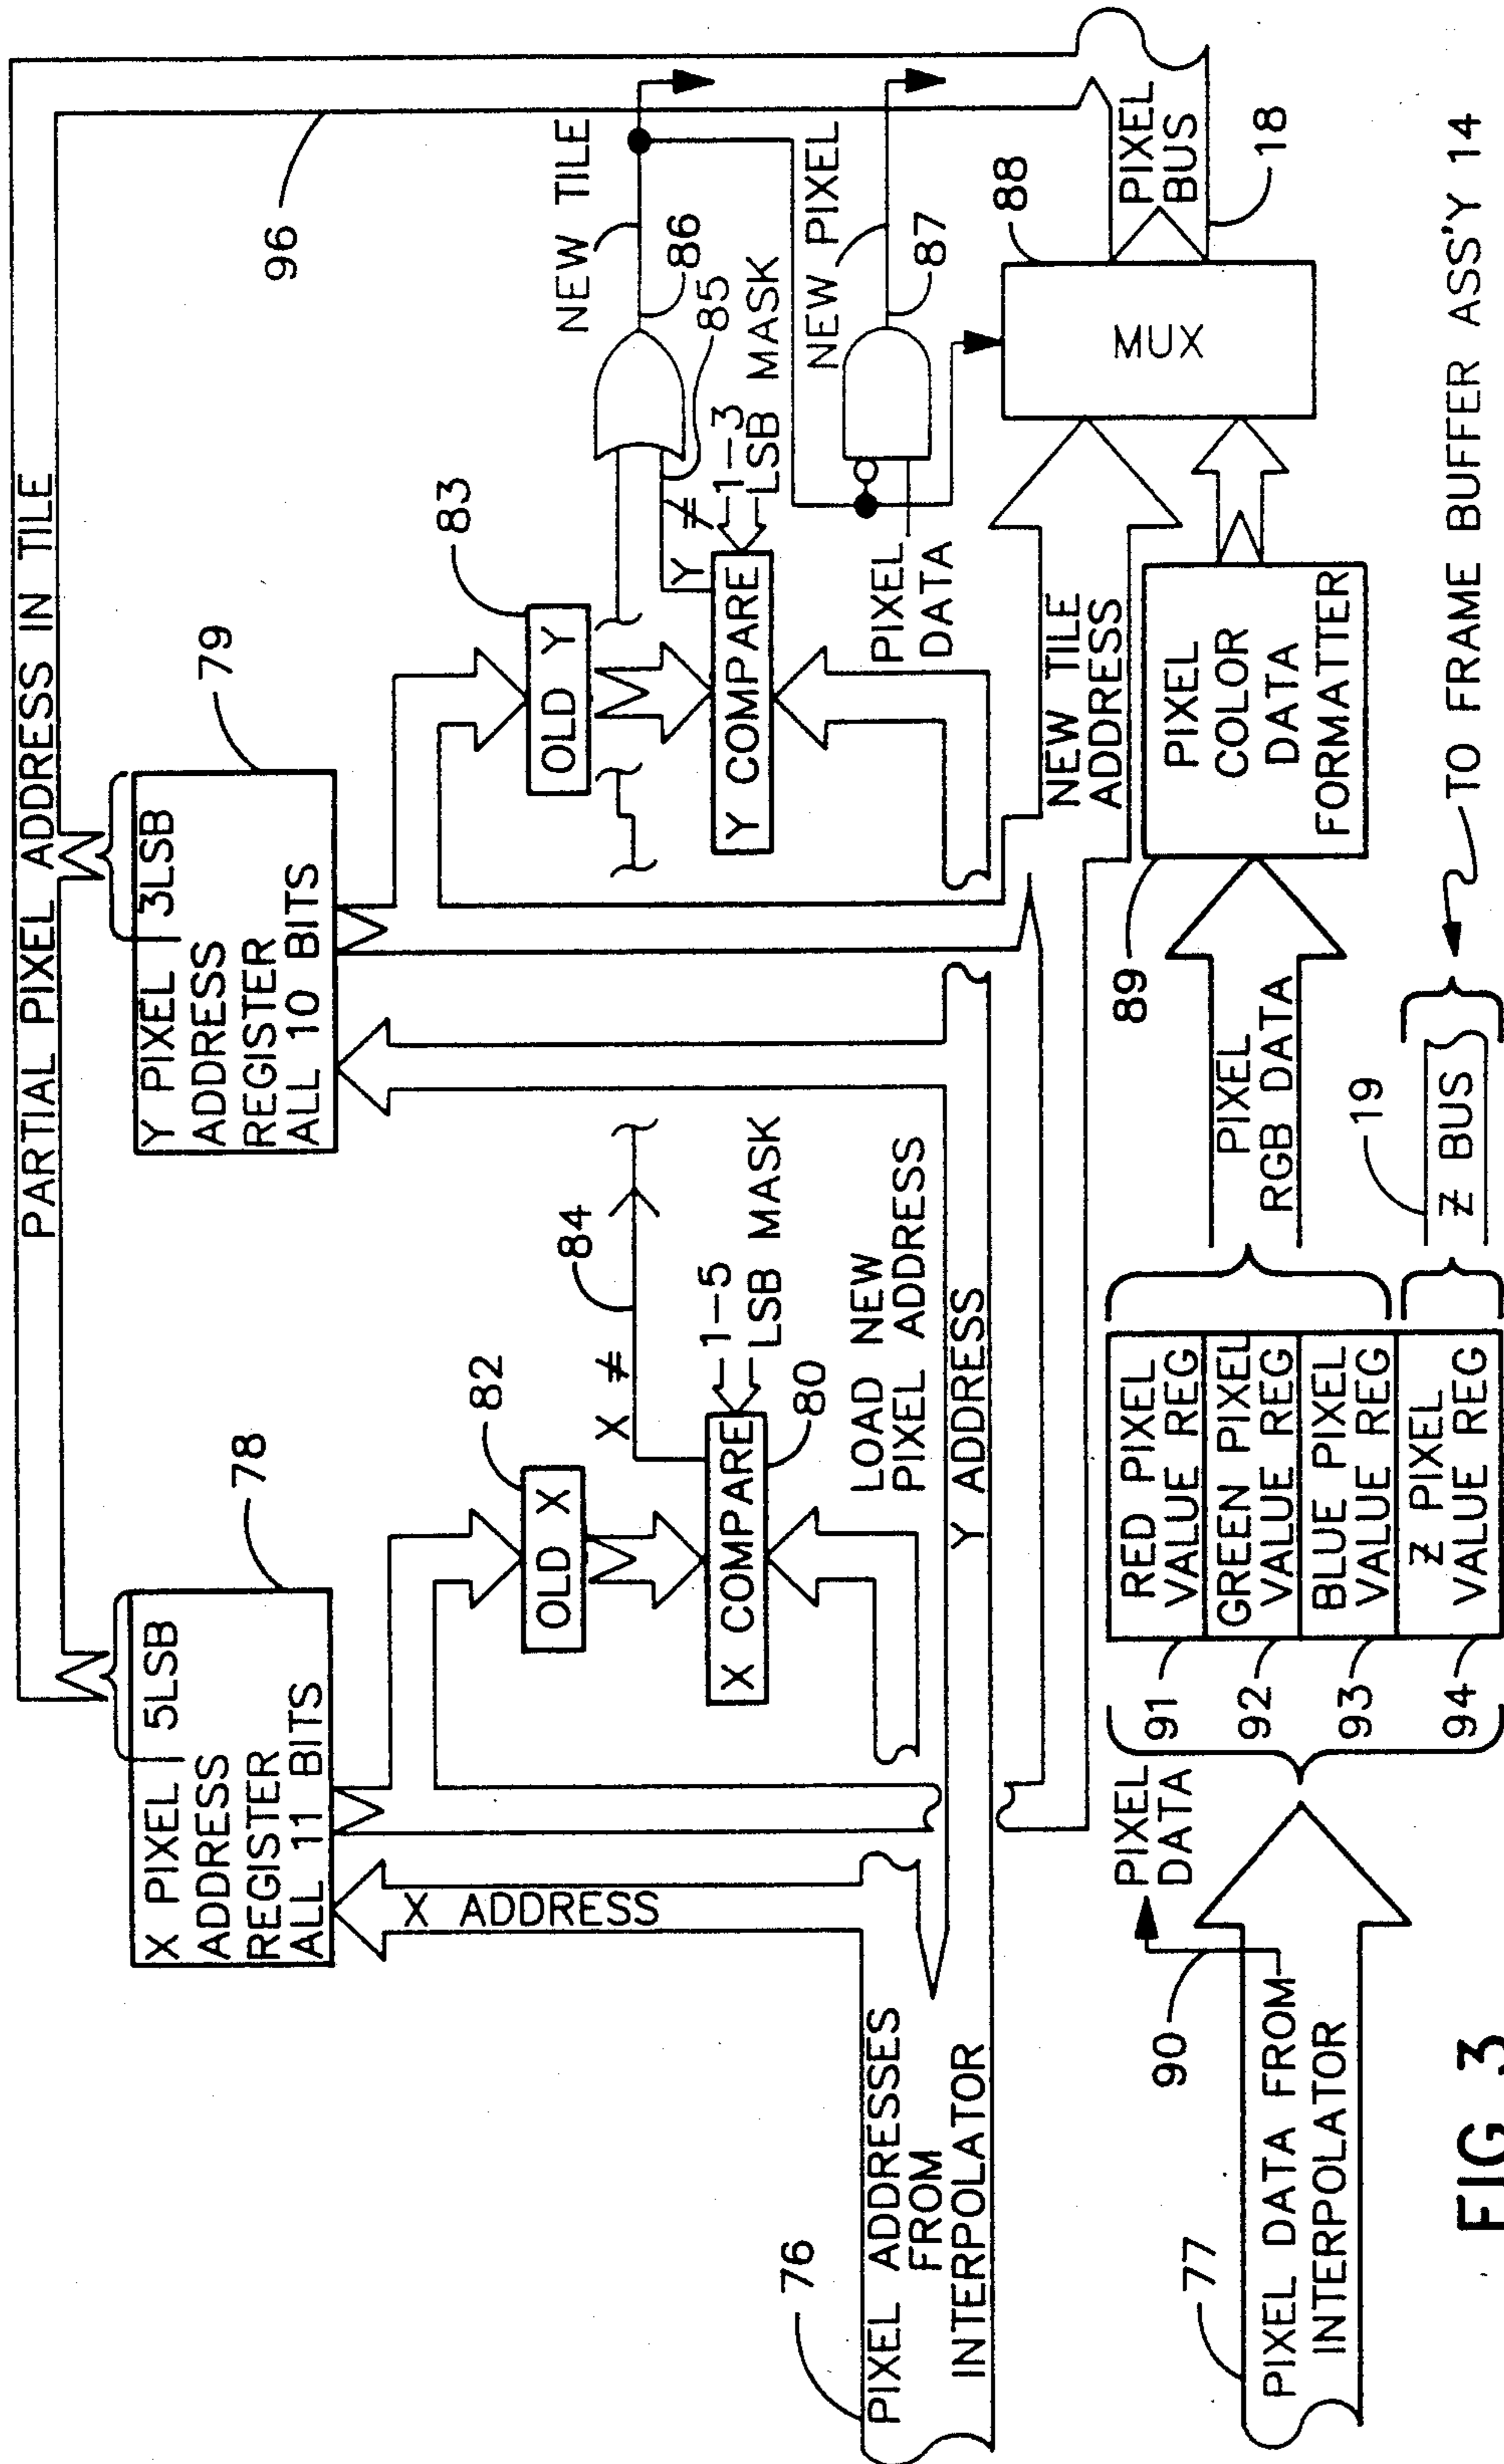 PARTIAL PIXEL ADDRESS IN TILE
96
X PIXEL | 5LSB
ADDRESS
REGISTER
ALL 11 BITS
78
Y PIXEL | 3LSB
ADDRESS
REGISTER
ALL 10 BITS
79
X ADDRESS
OLD X
82
X ≠
84
X COMPARE
1–5
LSB MASK
80
OLD Y
83
Y ≠
85
Y COMPARE
1–3
LSB MASK
NEW TILE
86
NEW PIXEL
87
PIXEL
DATA
76
PIXEL ADDRESSES
FROM
INTERPOLATOR
LOAD NEW
PIXEL ADDRESS
Y ADDRESS
NEW TILE
ADDRESS
MUX
88
PIXEL
BUS
18
77
PIXEL DATA FROM
INTERPOLATOR
90
PIXEL
DATA
91
92
93
94
RED PIXEL
VALUE REG
GREEN PIXEL
VALUE REG
BLUE PIXEL
VALUE REG
Z PIXEL
VALUE REG
PIXEL
RGB DATA
89
PIXEL
COLOR
DATA
FORMATTER
19
Z BUS
TO FRAME BUFFER ASS'Y 14
FIG 3